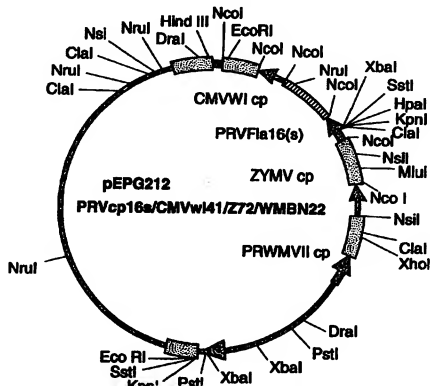 NcoI
Hind III
EcoRI
DraI
NcoI
NruI
NcoI
NsI
NruI
XbaI
ClaI
NcoI
SstI
NruI
HpaI
ClaI
KpnI
CMVWI cp
ClaI
PRVFla16(s)
NcoI
NsiI
ZYMV cp
MluI
pEPG212
Nco I
PRVcp16s/CMVwl41/Z72/WMBN22
NsiI
PRWMVII cp
ClaI
XhoI
NruI
DraI
PstI
Eco RI
XbaI
SstI
XbaI
KpnI
PstI